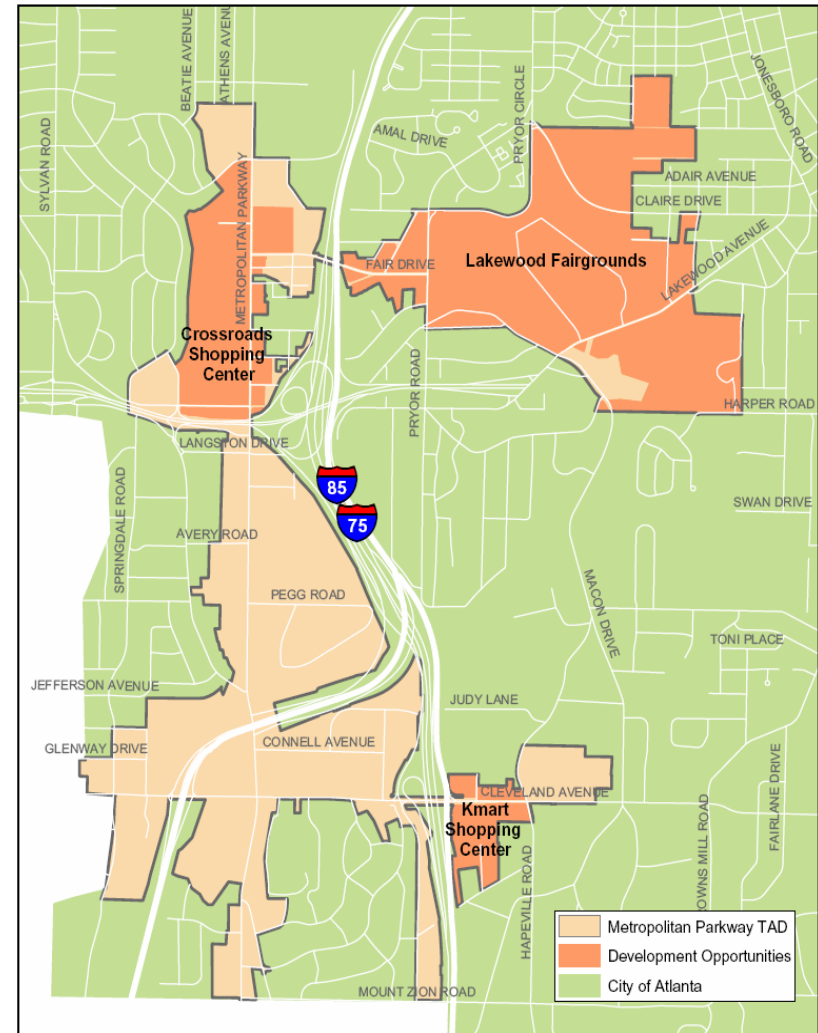 BEATIE AVENUE
ATHENS AVENU
SYLVAN ROAD
METROPOLITAN PARKWAY
AMAL DRIVE
PRYOR CIRCLE
JONESBORO ROAD
ADAIR AVENUE
CLAIRE DRIVE
LAKEWOOD AVENUE
FAIR DRIVE
Lakewood Fairgrounds
Crossroads
Shopping
Center
PRYOR ROAD
HARPER ROAD
LANGSTON DRIVE
85
75
SPRINGDALE ROAD
AVERY ROAD
SWAN DRIVE
PEGG ROAD
MACON DRIVE
TONI PLACE
JEFFERSON AVENUE
JUDY LANE
GLENWAY DRIVE
CONNELL AVENUE
CLEVELAND AVENUE
Kmart
Shopping
Center
FAIRLANE DRIVE
OWNS MILL ROAD
HAPEVILLE ROAD
MOUNT ZION ROAD
Metropolitan Parkway TAD
Development Opportunities
City of Atlanta